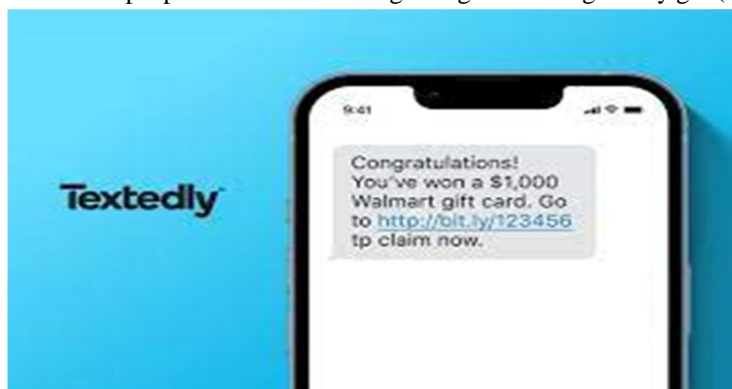 9:41
Textedly
Congratulations!
You've won a $1,000
Walmart gift card. Go
to http://bit.ly/123456
tp claim now.